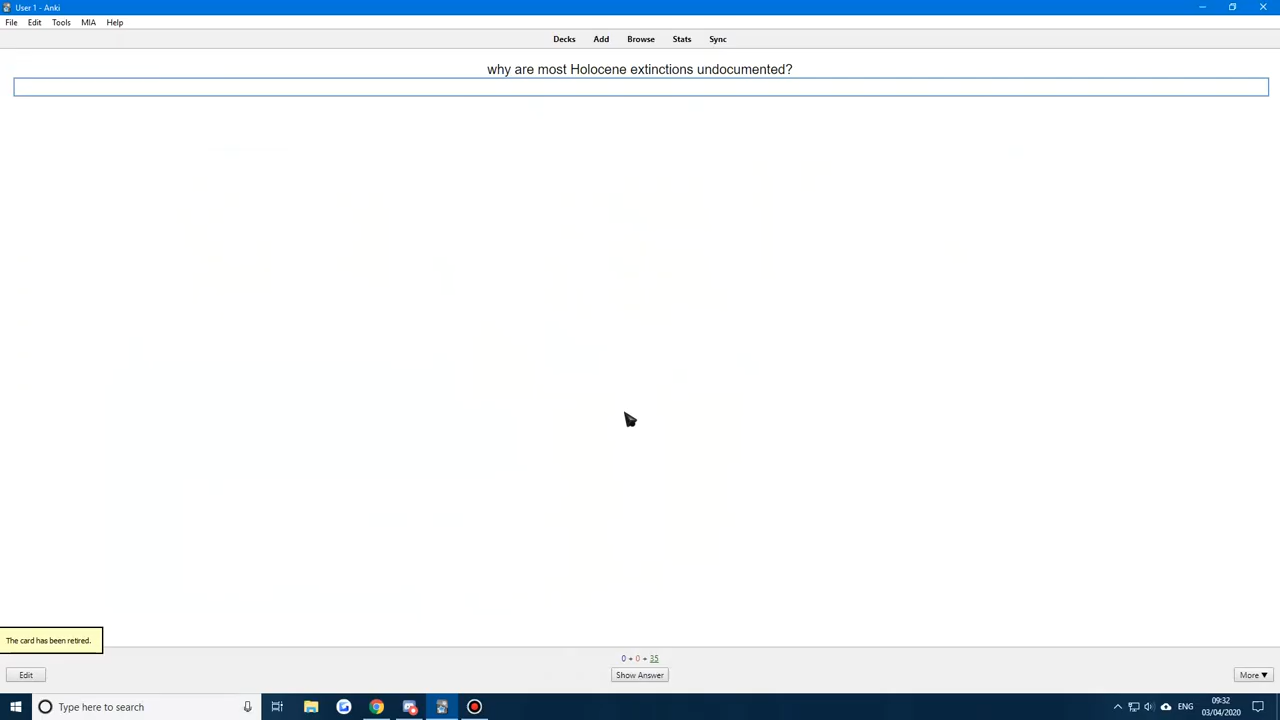 User 1 - Anki
File Edit Tools MIA Help
Decks Add Browse Stats Sync
why are most Holocene extinctions undocumented?
The card has been retired.
0 + 0 + 35
Edit Show Answer More ▼
Type here to search
ENG
09:32
03/04/2020